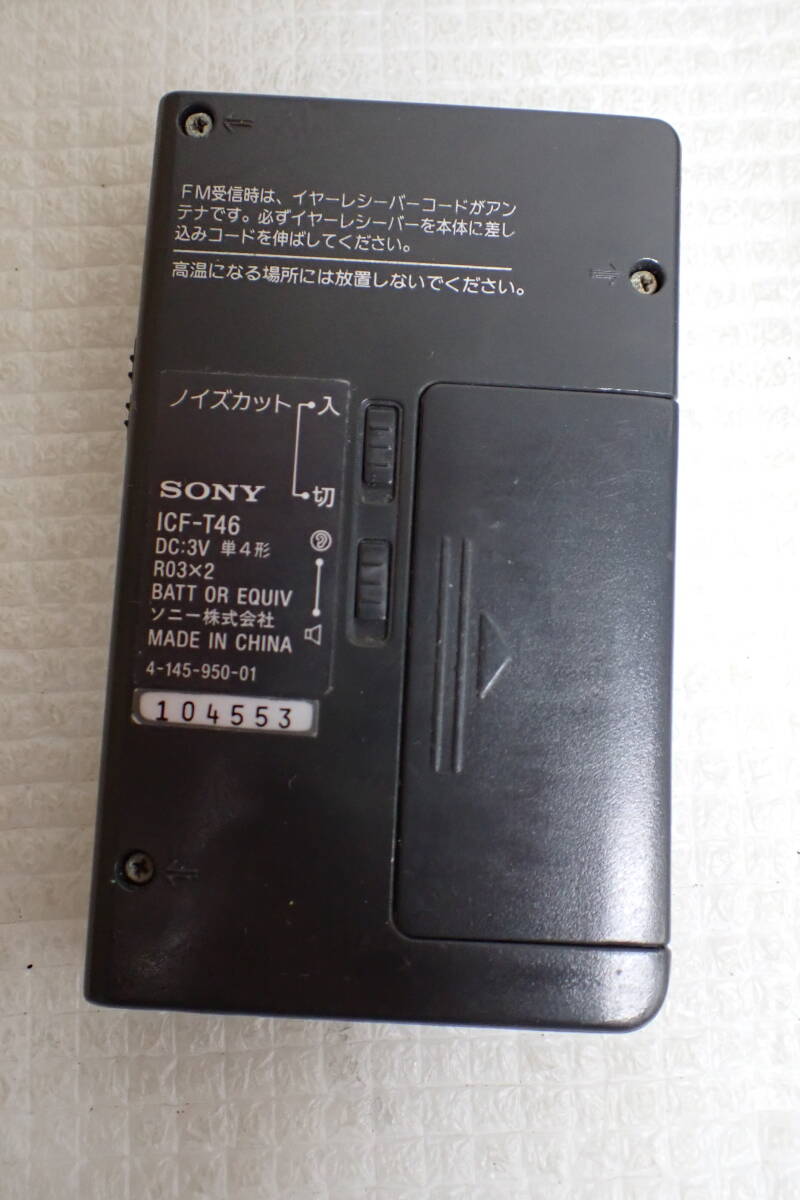 FM受信時は、イヤーレシーバーコードがアン
テナです。必ずイヤーレシーバーを本体に差し
込みコードを伸ばしてください。
高温になる場所には放置しないでください。
ノイズカット 入
切
SONY
ICF-T46
DC:3V 単4形
R03×2
BATT OR EQUIV
ソニー株式会社
MADE IN CHINA
4-145-950-01
104553